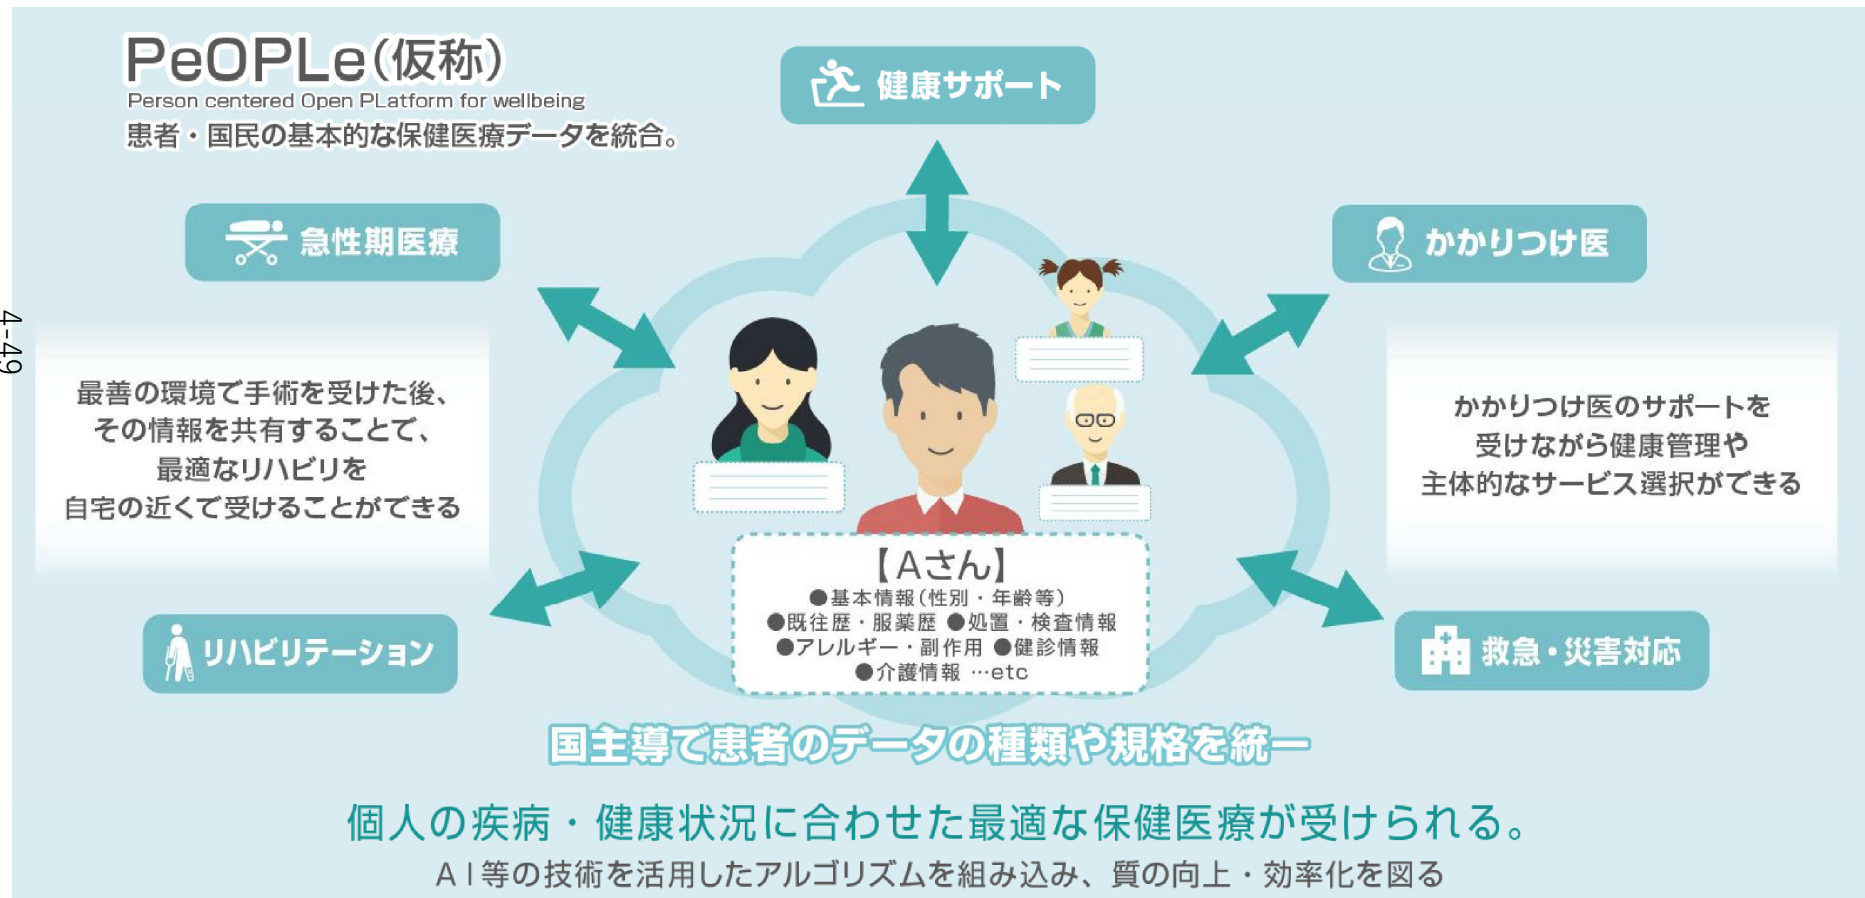 PeOPLe(仮称)
Person centered Open PLatform for wellbeing
患者・国民の基本的な保健医療データを統合。
健康サポート
急性期医療
かかりつけ医
4-49
最善の環境で手術を受けた後、
その情報を共有することで、
最適なリハビリを
自宅の近くで受けることができる
かかりつけ医のサポートを
受けながら健康管理や
主体的なサービス選択ができる
リハビリテーション
救急・災害対応
【Aさん】
●基本情報(性別・年齢等)
●既往歴・服薬歴 ●処置・検査情報
●アレルギー・副作用 ●健診情報
●介護情報 …etc
国主導で患者のデータの種類や規格を統一
個人の疾病・健康状況に合わせた最適な保健医療が受けられる。
AI等の技術を活用したアルゴリズムを組み込み、質の向上・効率化を図る